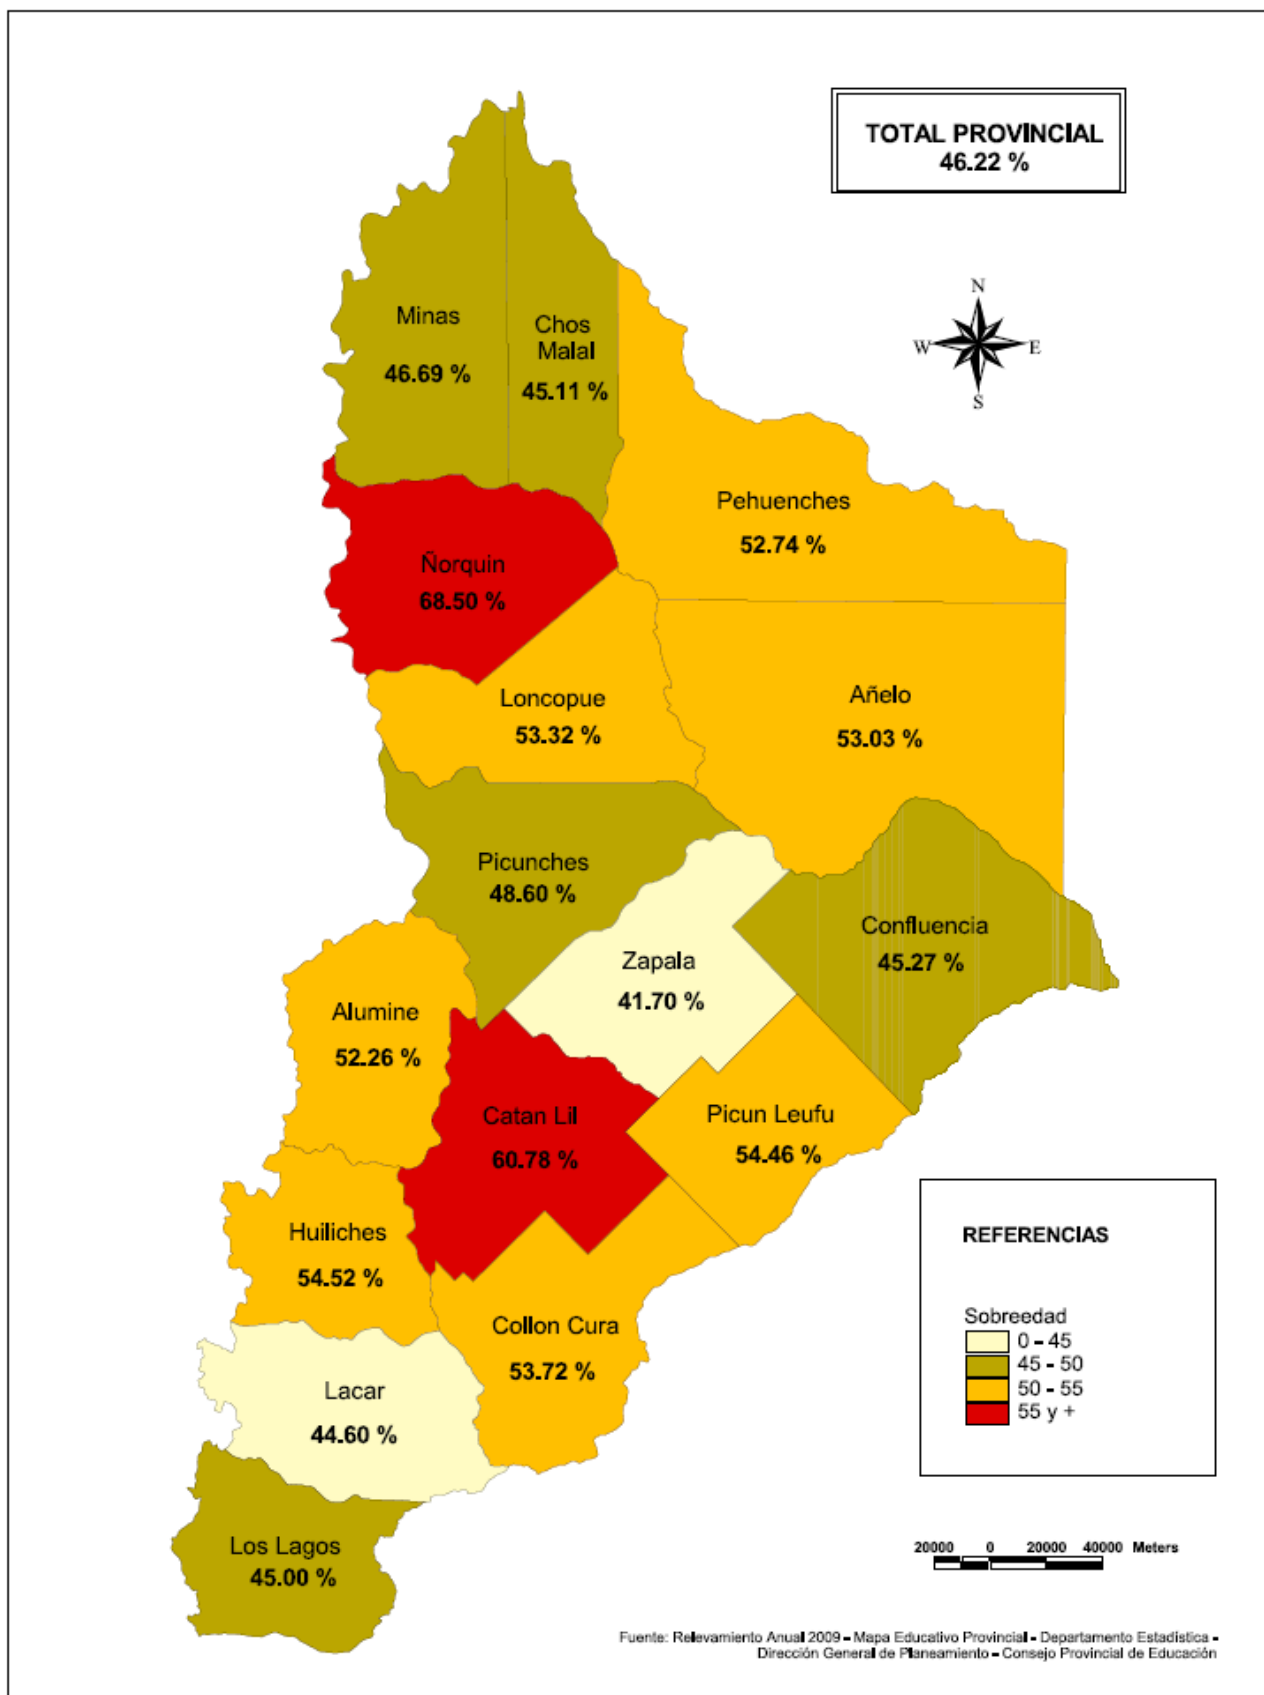 TOTAL PROVINCIAL
46.22 %
N
W E
S
Minas
46.69 %
Chos
Malal
45.11 %
Pehuenches
52.74 %
Ñorquin
68.50 %
Loncopue
53.32 %
Añelo
53.03 %
Picunches
48.60 %
Confluencia
45.27 %
Zapala
41.70 %
Alumine
52.26 %
Catan Lil
60.78 %
Picun Leufu
54.46 %
Huiliches
54.52 %
Collon Cura
53.72 %
Lacar
44.60 %
Los Lagos
45.00 %
REFERENCIAS
Sobreedad
0 - 45
45 - 50
50 - 55
55 y +
20000 0 20000 40000 Meters
Fuente: Relevamiento Anual 2009 - Mapa Educativo Provincial - Departamento Estadística -
Dirección General de Planeamiento - Consejo Provincial de Educación